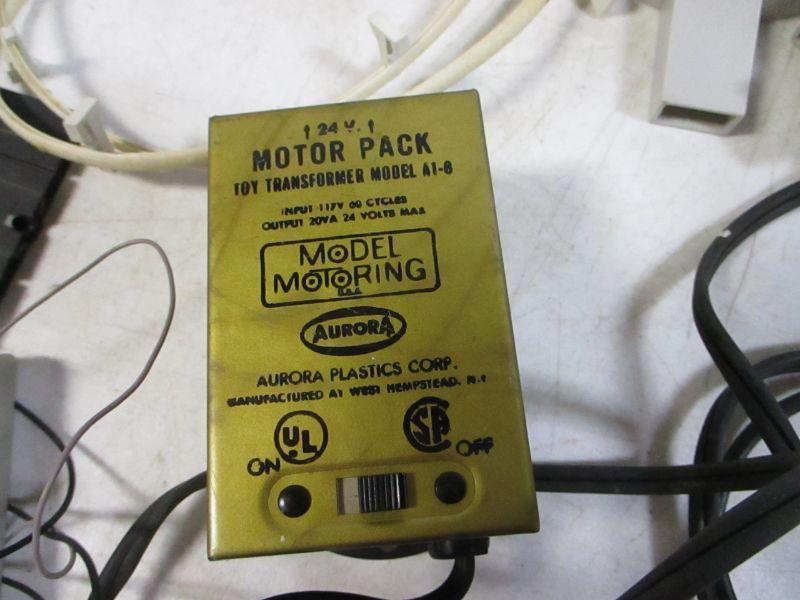 24 V.
MOTOR PACK
TOY TRANSFORMER MODEL A1-8
INPUT 117V 60 CYCLES
OUTPUT 20VA 24 VOLTS MAX
MODEL
MOTORING
U.S.A.
AURORA
AURORA PLASTICS CORP.
MANUFACTURED AT WEST HEMPSTEAD, N.Y.
UL SA
ON OFF